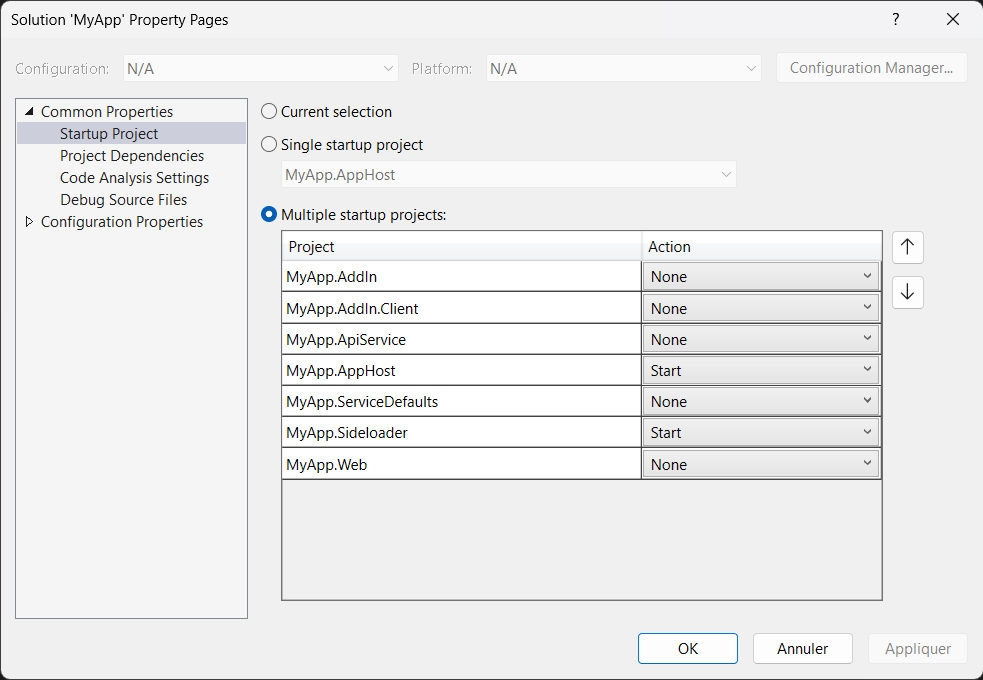 Solution 'MyApp' Property Pages ?
Configuration: N/A Platform: N/A Configuration Manager...
Common Properties
Startup Project
Project Dependencies
Code Analysis Settings
Debug Source Files
Configuration Properties
Current selection
Single startup project
MyApp.AppHost
Multiple startup projects:
Project Action
MyApp.AddIn None
MyApp.AddIn.Client None
MyApp.ApiService None
MyApp.AppHost Start
MyApp.ServiceDefaults None
MyApp.Sideloader Start
MyApp.Web None
OK Annuler Appliquer